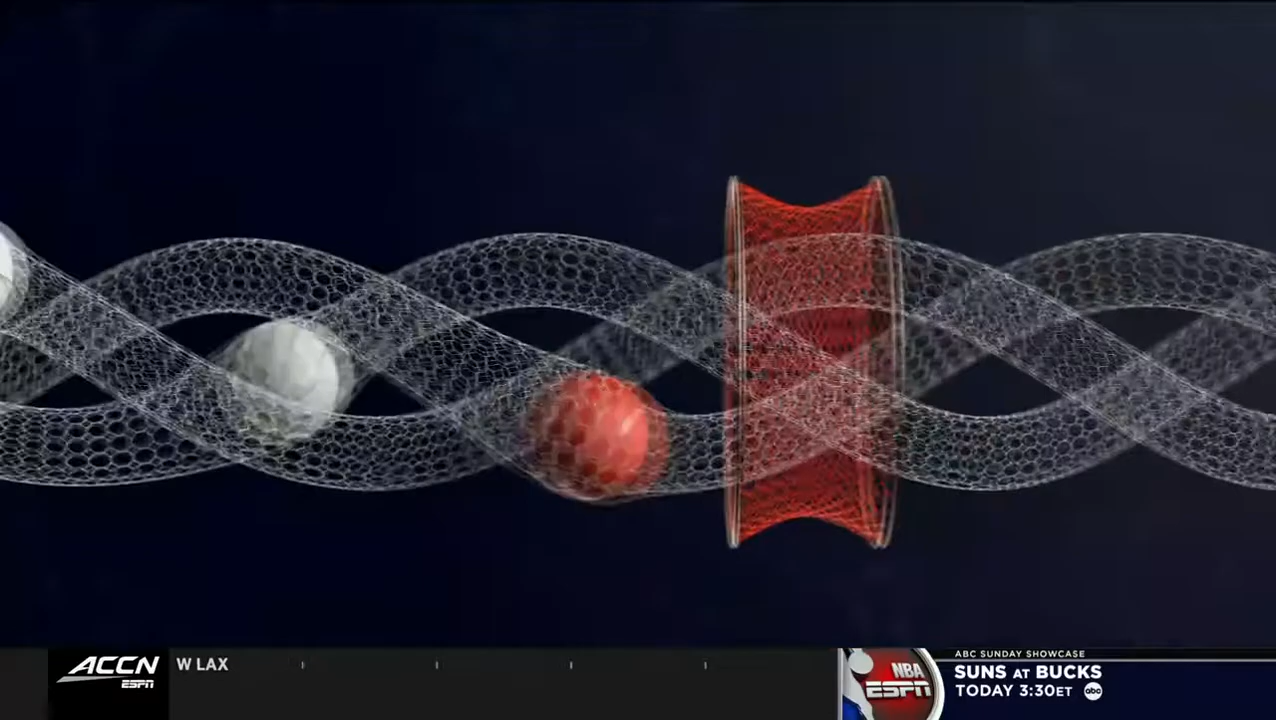 ACCN
ESPN
W LAX
NBA
ESPN
ABC SUNDAY SHOWCASE
SUNS AT BUCKS
TODAY 3:30ET abc